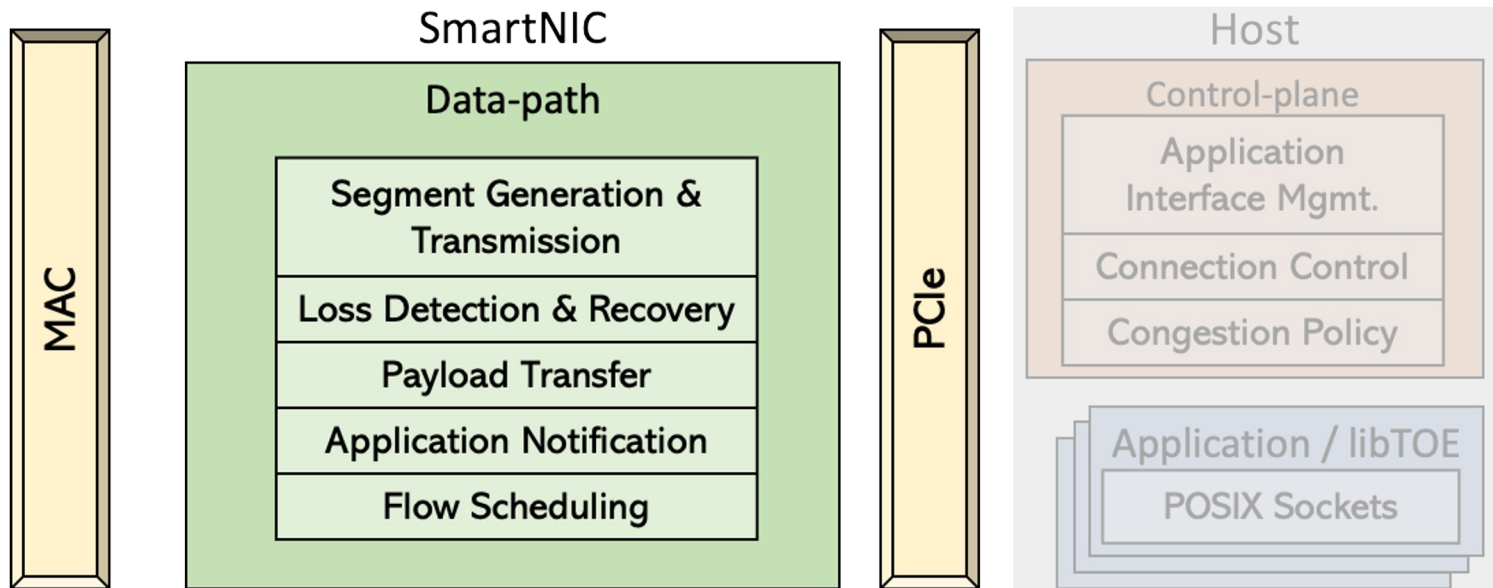 SmartNIC
Data-path
Segment Generation &
Transmission
Loss Detection & Recovery
Payload Transfer
Application Notification
Flow Scheduling
MAC
PCIe
Host
Control-plane
Application
Interface Mgmt.
Connection Control
Congestion Policy
Application / libTOE
POSIX Sockets